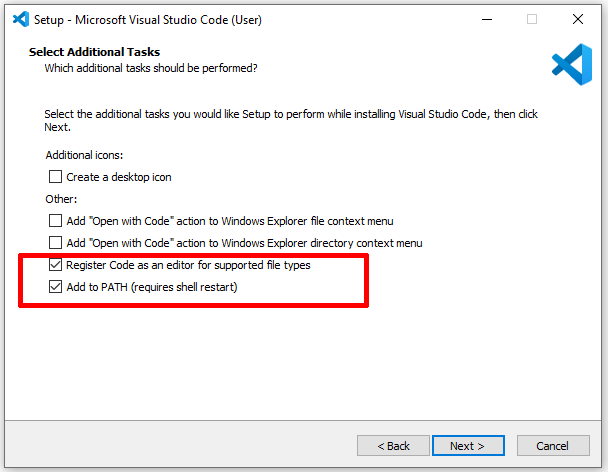 Setup - Microsoft Visual Studio Code (User)
Select Additional Tasks
Which additional tasks should be performed?
Select the additional tasks you would like Setup to perform while installing Visual Studio Code, then click
Next.
Additional icons:
Create a desktop icon
Other:
Add "Open with Code" action to Windows Explorer file context menu
Add "Open with Code" action to Windows Explorer directory context menu
Register Code as an editor for supported file types
Add to PATH (requires shell restart)
< Back Next > Cancel